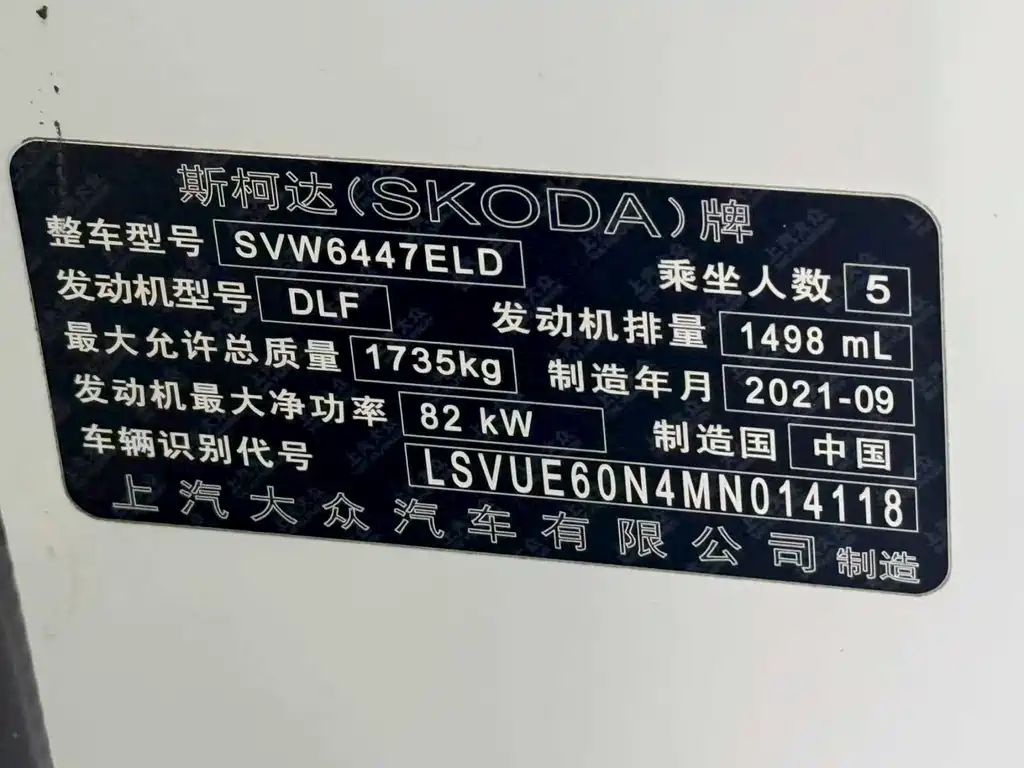 斯柯达(SKODA)牌
整车型号 SVW6447ELD 乘坐人数 5
发动机型号 DLF 发动机排量 1498 mL
最大允许总质量 1735kg 制造年月 2021-09
发动机最大净功率 82 kW 制造国 中国
车辆识别代号 LSVUE60N4MN014118
上汽大众汽车有限公司 制造